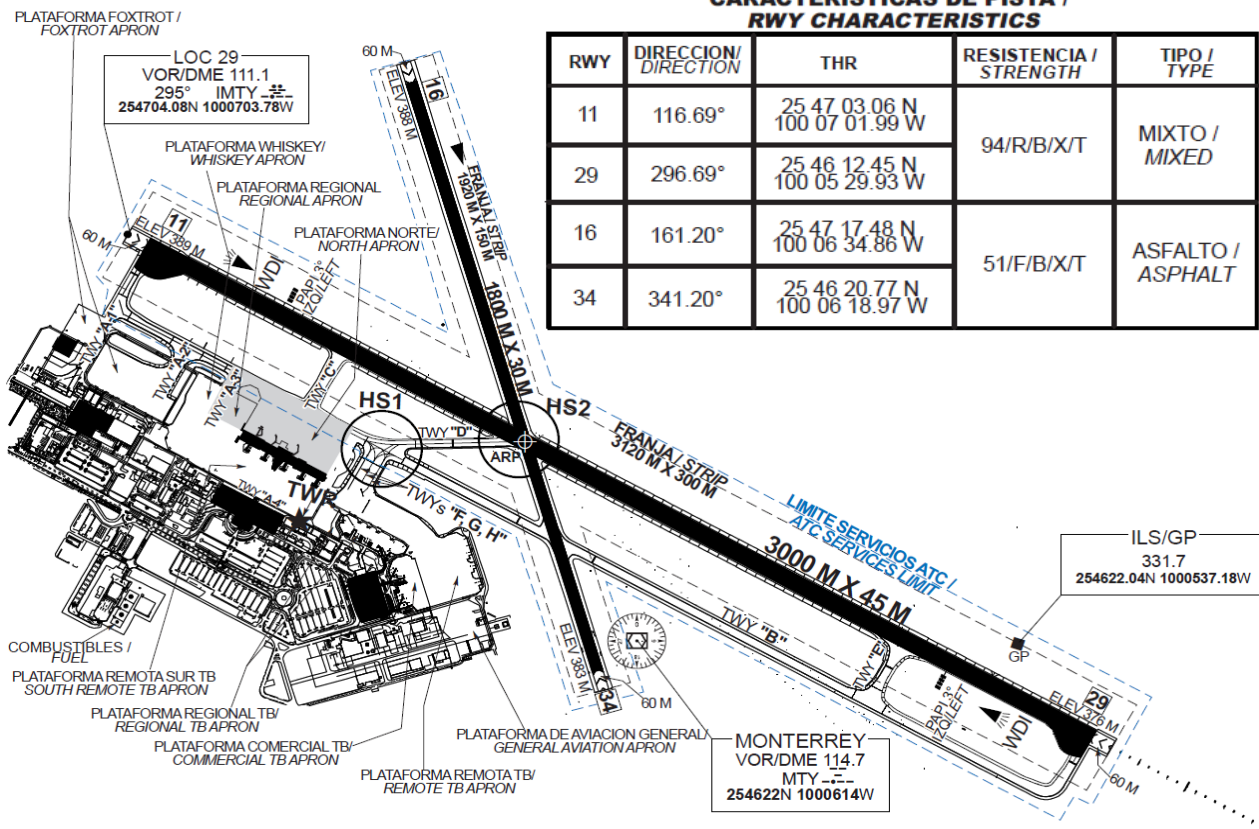 CARACTERISTICAS DE PISTA /
RWY CHARACTERISTICS
RWY
DIRECCION/
DIRECTION
THR
RESISTENCIA /
STRENGTH
TIPO /
TYPE
11
116.69°
25 47 03.06 N
100 07 01.99 W
94/R/B/X/T
MIXTO /
MIXED
29
296.69°
25 46 12.45 N
100 05 29.93 W
16
161.20°
25 47 17.48 N
100 06 34.86 W
51/F/B/X/T
ASFALTO /
ASPHALT
34
341.20°
25 46 20.77 N
100 06 18.97 W
PLATAFORMA FOXTROT /
FOXTROT APRON
LOC 29
VOR/DME 111.1
295° IMTY
254704.08N 1000703.78W
PLATAFORMA WHISKEY/
WHISKEY APRON
PLATAFORMA REGIONAL
REGIONAL APRON
PLATAFORMA NORTE/
NORTH APRON
60 M
ELEV 388 M
16
FRANJA / STRIP
1920 M X 150 M
1800 M X 30 M
11
ELEV 389 M
60 M
WDI
PAPI 3°
IZQ/LEFT
TWY "A-1"
TWY "A-2"
TWY "A-3"
TWY "C"
HS1
TWY "D"
HS2
ARP
FRANJA / STRIP
3120 M X 300 M
TWY "A-4"
TWR
TWYs "F, G, H"
LIMITE SERVICIOS ATC /
ATC SERVICES LIMIT
3000 M X 45 M
ILS/GP
331.7
254622.04N 1000537.18W
GP
TWY "B"
TWY "E"
PAPI 3°
IZQ/LEFT
WDI
ELEV 376 M
29
60 M
ELEV 383 M
34
60 M
COMBUSTIBLES /
FUEL
PLATAFORMA REMOTA SUR TB
SOUTH REMOTE TB APRON
PLATAFORMA REGIONAL TB/
REGIONAL TB APRON
PLATAFORMA COMERCIAL TB/
COMMERCIAL TB APRON
PLATAFORMA REMOTA TB/
REMOTE TB APRON
PLATAFORMA DE AVIACION GENERAL/
GENERAL AVIATION APRON
MONTERREY
VOR/DME 114.7
MTY
254622N 1000614W